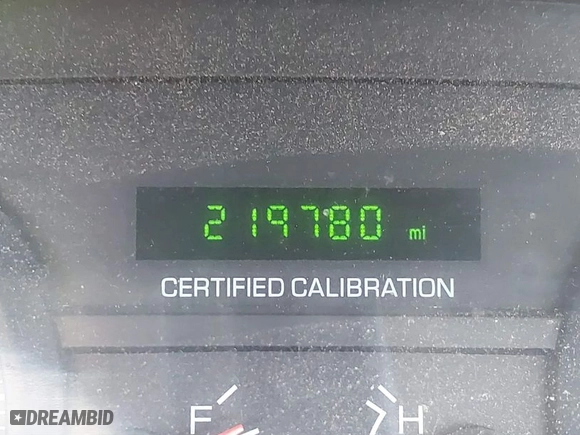 219780 mi
CERTIFIED CALIBRATION
F H
DREAMBID